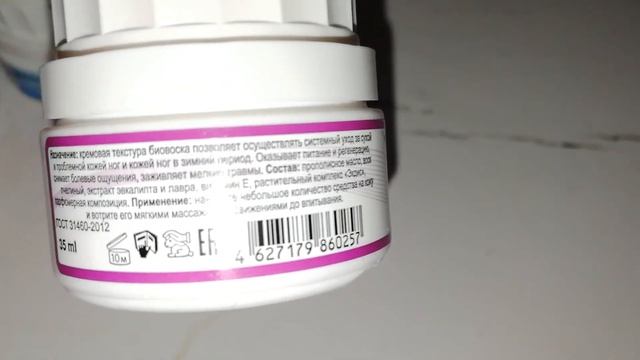 Назначение: кремовая текстура биовоска позволяет осуществлять системный уход за сухой
и проблемной кожей ног и кожей ног в зимний период. Оказывает питание и регенерацию,
снимает болевые ощущения, заживляет мелкие травмы. Состав: прополисное масло, воск
пчелиный, экстракт эвкалипта и лавра, витамин Е, растительный комплекс
парфюмерная композиция. Применение: небольшое количество средства на кожу
и вотрите его мягкими движениями до впитывания.
ГОСТ 31460-2012
35 ml
10м
4 627179 860257